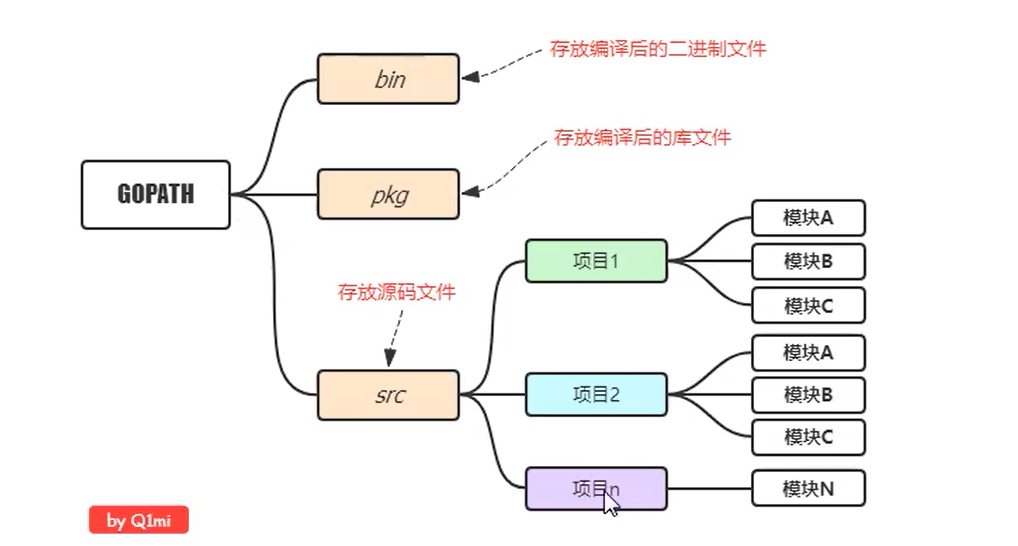 存放编译后的二进制文件
bin
存放编译后的库文件
GOPATH
pkg
模块A
项目1
模块B
模块C
存放源码文件
模块A
src
项目2
模块B
模块C
项目n
模块N
by Q1mi